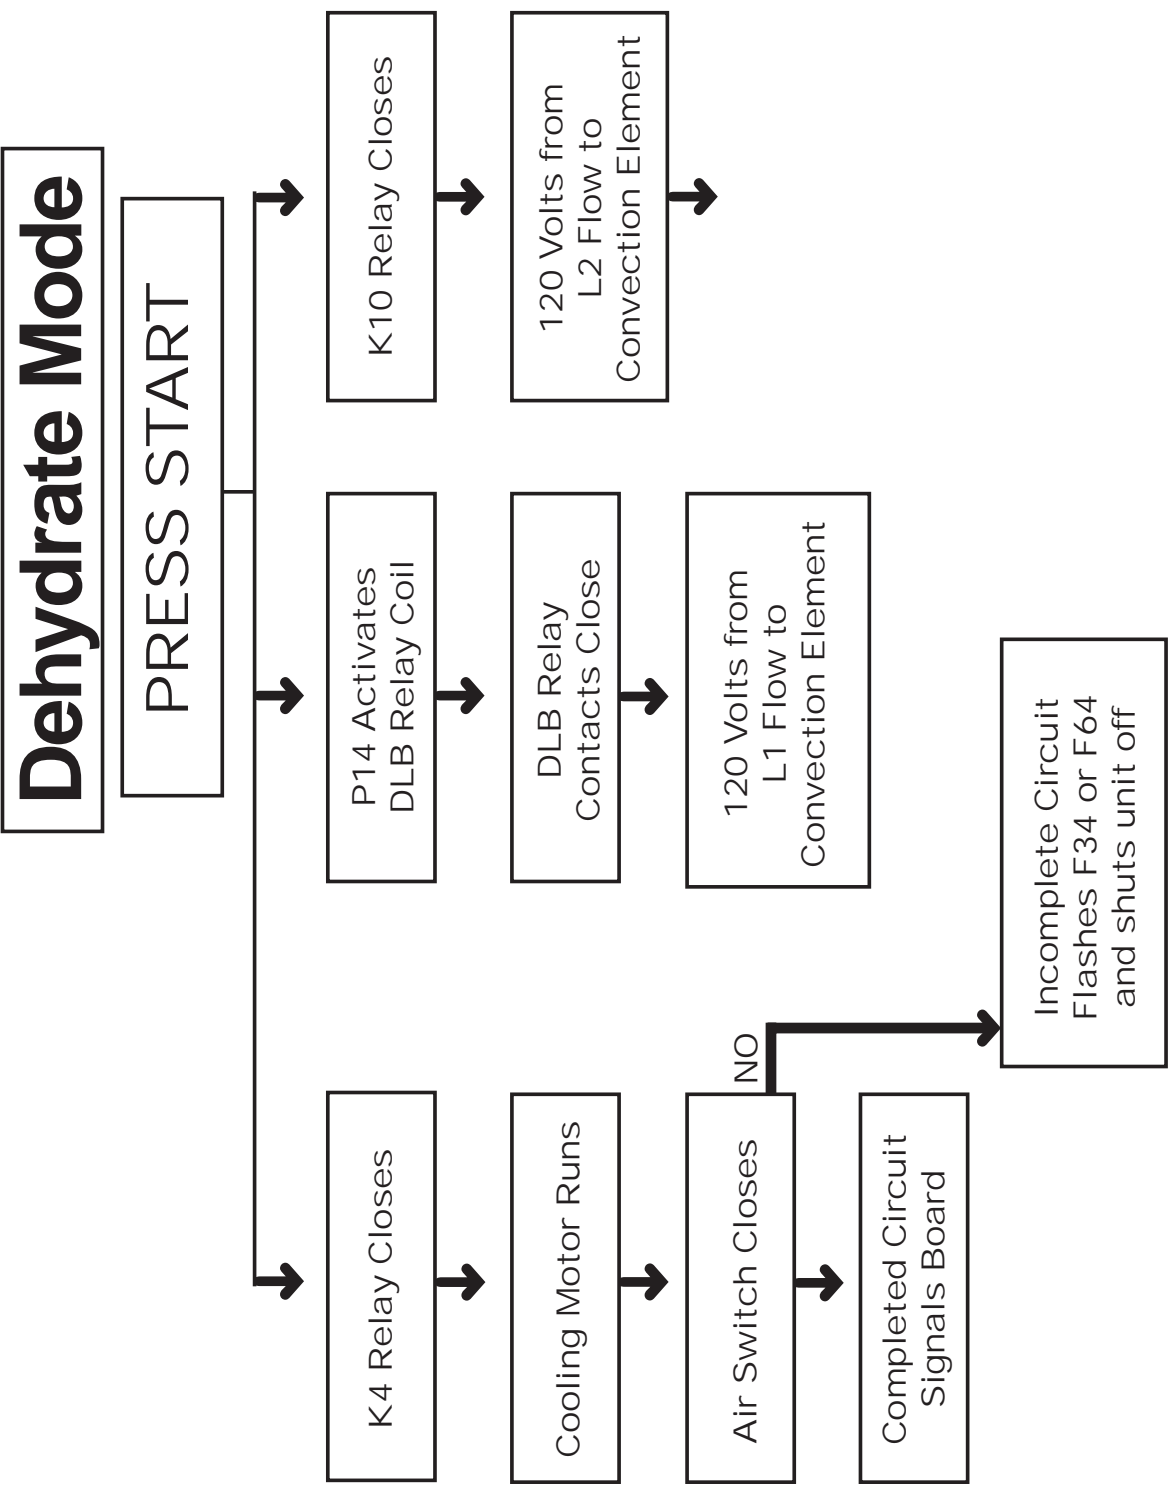 Dehydrate Mode
PRESS START
K4 Relay Closes
Cooling Motor Runs
Air Switch Closes
NO
Completed Circuit
Signals Board
Incomplete Circuit
Flashes F34 or F64
and shuts unit off
P14 Activates
DLB Relay Coil
DLB Relay
Contacts Close
120 Volts from
L1 Flow to
Convection Element
K10 Relay Closes
120 Volts from
L2 Flow to
Convection Element